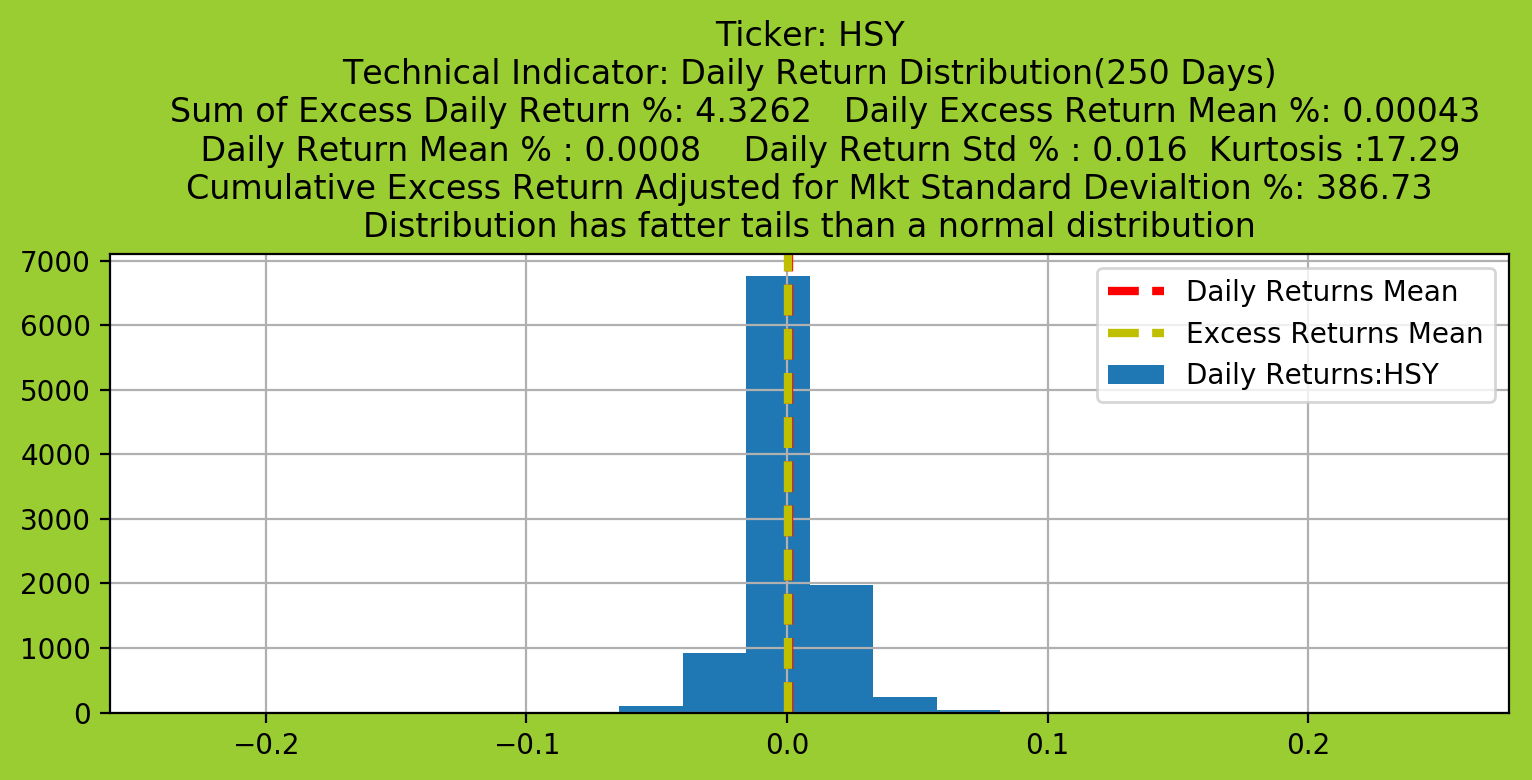 Ticker: HSY
Technical Indicator: Daily Return Distribution(250 Days)
Sum of Excess Daily Return %: 4.3262   Daily Excess Return Mean %: 0.00043
Daily Return Mean % : 0.0008    Daily Return Std % : 0.016  Kurtosis :17.29
Cumulative Excess Return Adjusted for Mkt Standard Devialtion %: 386.73
Distribution has fatter tails than a normal distribution
7000
6000
5000
4000
3000
2000
1000
0
Daily Returns Mean
Excess Returns Mean
Daily Returns:HSY
−0.2
−0.1
0.0
0.1
0.2